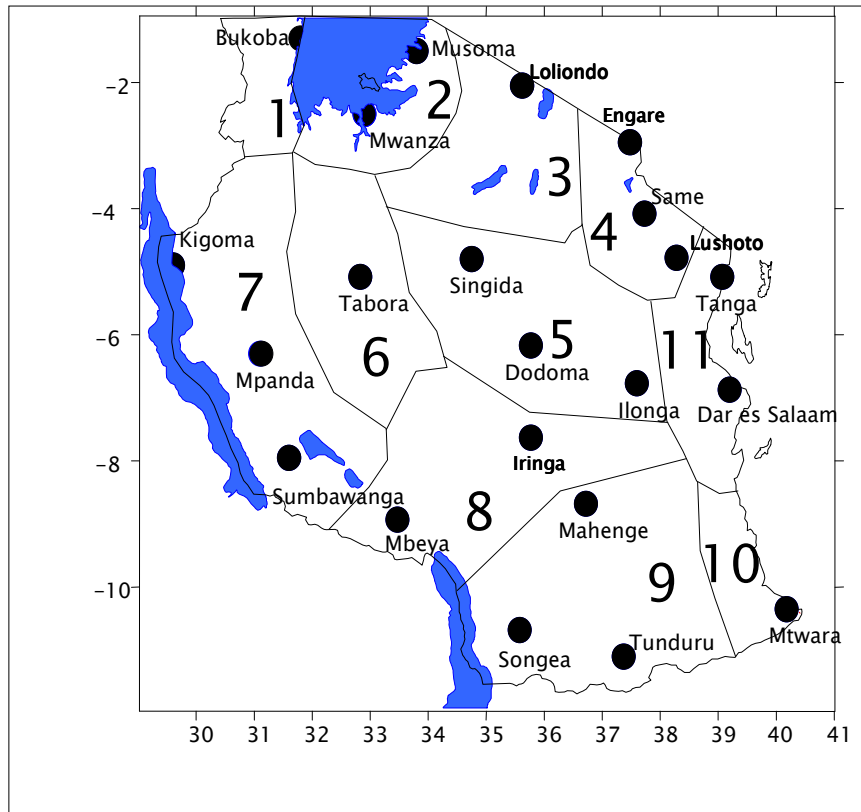 Bukoba
Musoma
-2
Loliondo
2
Engare
1
Mwanza
3
Same
-4
4
Kigoma
Lushoto
7
Tabora
Singida
Tanga
-6
6
5
11
Mpanda
Dodoma
Ilonga
Dar es Salaam
Iringa
-8
Sumbawanga
8
Mahenge
Mbeya
10
-10
9
Mtwara
Songea
Tunduru
30 31 32 33 34 35 36 37 38 39 40 41